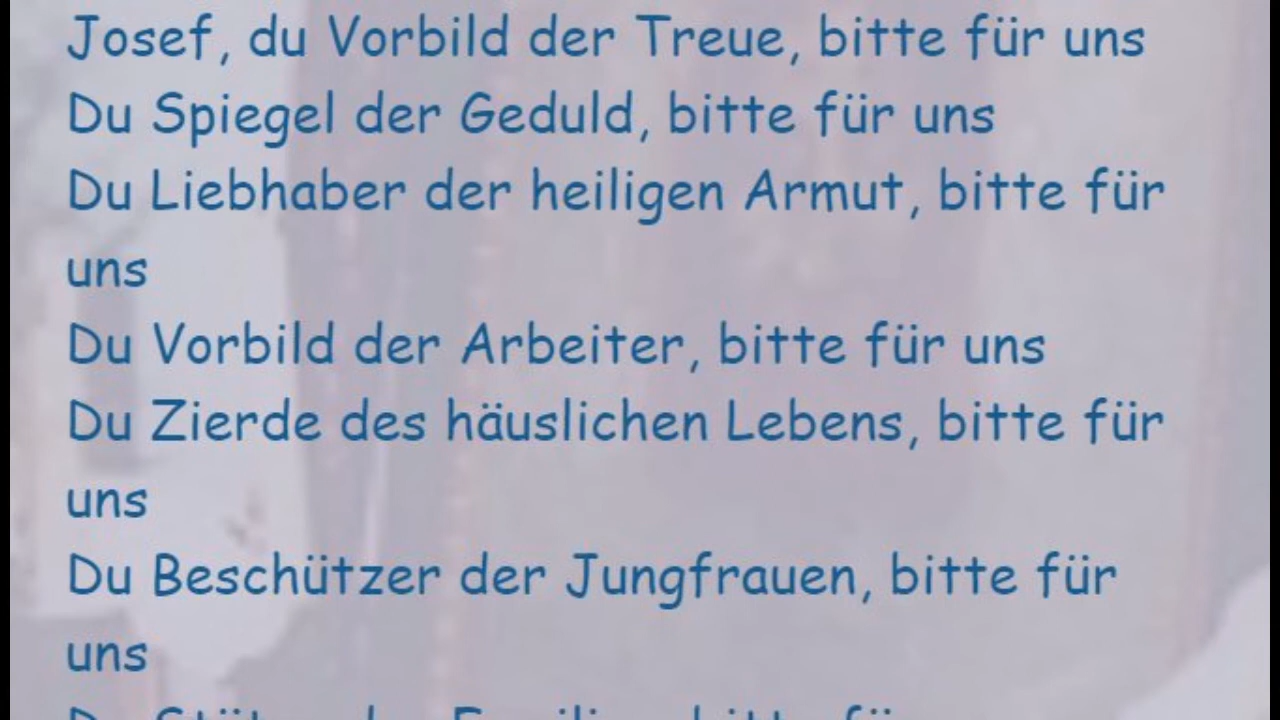 Josef, du Vorbild der Treue, bitte für uns
Du Spiegel der Geduld, bitte für uns
Du Liebhaber der heiligen Armut, bitte für
uns
Du Vorbild der Arbeiter, bitte für uns
Du Zierde des häuslichen Lebens, bitte für
uns
Du Beschützer der Jungfrauen, bitte für
uns